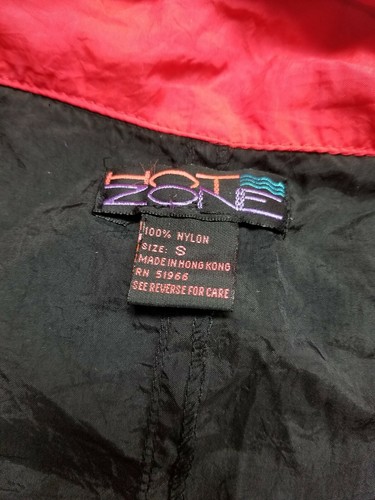 HOT
ZONE
100% NYLON
SIZE: S
MADE IN HONG KONG
RN 51966
SEE REVERSE FOR CARE